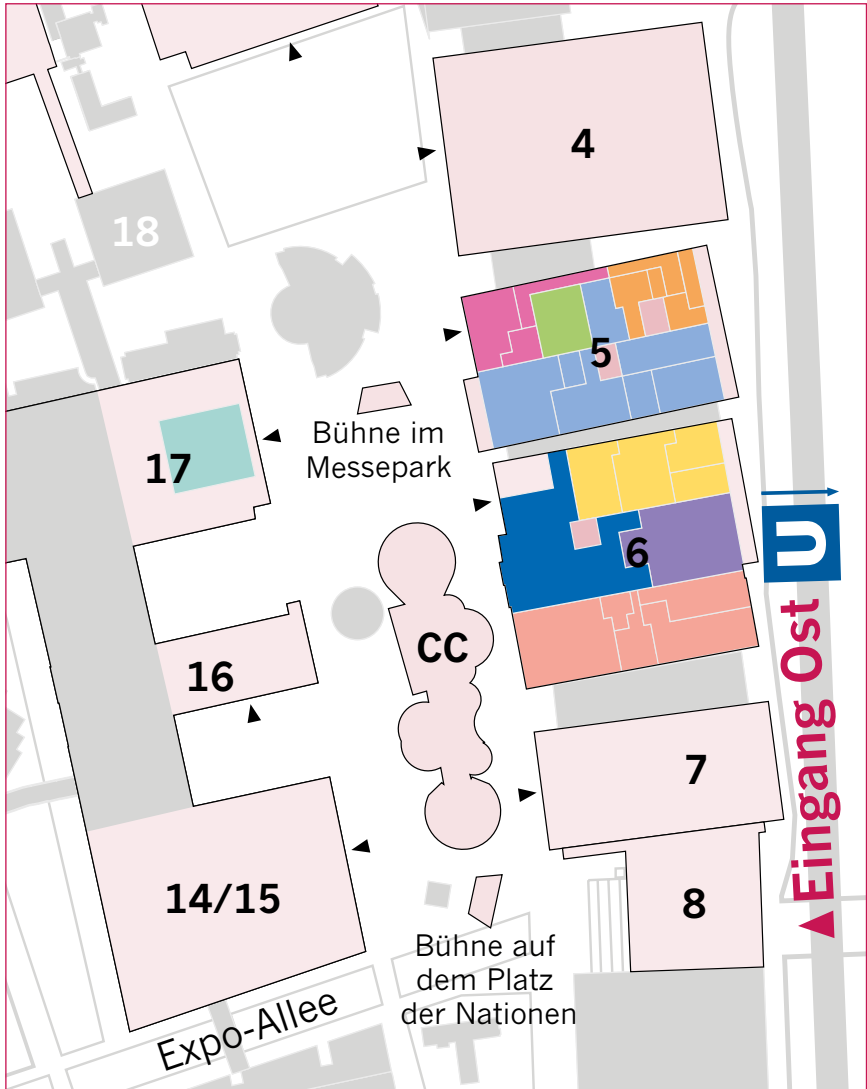 4
18
5
Bühne im
Messepark
17
6
U
CC
16
Eingang Ost
7
14/15
8
Bühne auf
dem Platz
der Nationen
Expo-Allee